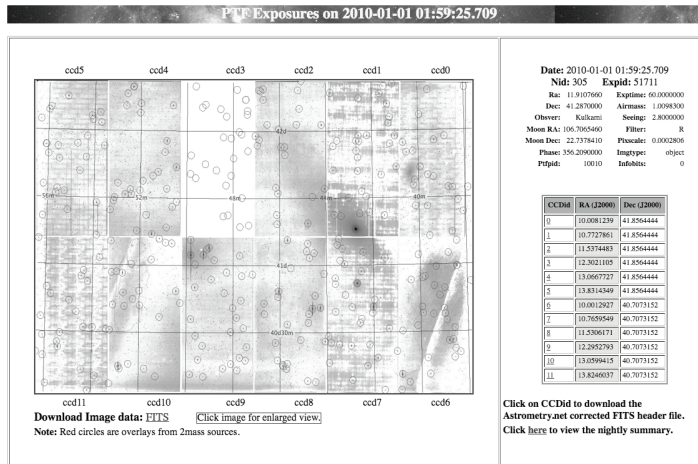 PTF Exposures on 2010-01-01 01:59:25.709
ccd5 ccd4 ccd3 ccd2 ccd1 ccd0
42d
56m 52m 48m 44m 40m
41d
40d30m
ccd11 ccd10 ccd9 ccd8 ccd7 ccd6
Download Image data: FITS Click image for enlarged view.
Note: Red circles are overlays from 2mass sources.
Date: 2010-01-01 01:59:25.709
Nid: 305 Expid: 51711
Ra: 11.9107660 Exptime: 60.0000000
Dec: 41.2870000 Airmass: 1.0098300
Obsver: Kulkarni Seeing: 2.8000000
Moon RA: 106.7065460 Filter: R
Moon Dec: 22.7378410 Pixscale: 0.0002806
Phase: 356.2090000 Imgtype: object
Ptfpid: 10010 Infobits: 0
CCDid RA (J2000) Dec (J2000)
0 10.0081239 41.8564444
1 10.7727861 41.8564444
2 11.5374483 41.8564444
3 12.3021105 41.8564444
4 13.0667727 41.8564444
5 13.8314349 41.8564444
6 10.0012927 40.7073152
7 10.7659549 40.7073152
8 11.5306171 40.7073152
9 12.2952793 40.7073152
10 13.0599415 40.7073152
11 13.8246037 40.7073152
Click on CCDid to download the
Astrometry.net corrected FITS header file.
Click here to view the nightly summary.